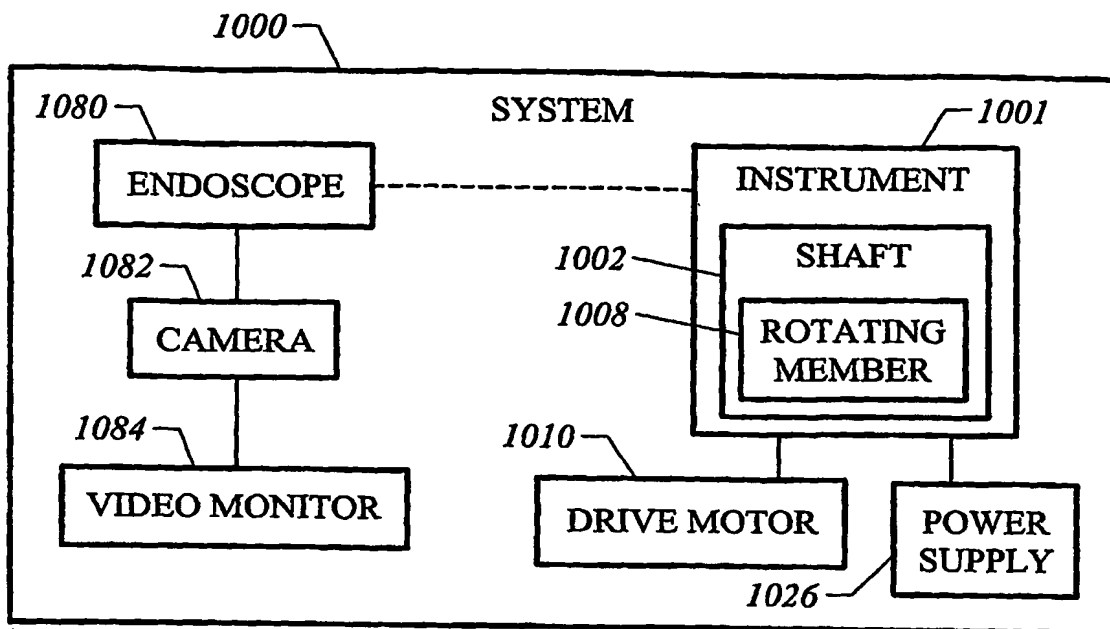 1000
SYSTEM
1080
ENDOSCOPE
1001
INSTRUMENT
1082
CAMERA
1002
SHAFT
1008
ROTATING
MEMBER
1084
VIDEO MONITOR
1010
DRIVE MOTOR
POWER
SUPPLY
1026